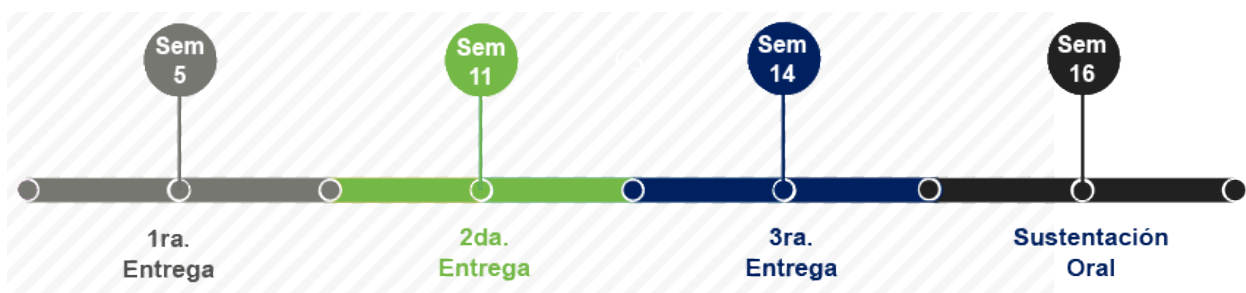 Sem
5
Sem
11
Sem
14
Sem
16
1ra.
Entrega
2da.
Entrega
3ra.
Entrega
Sustentación
Oral